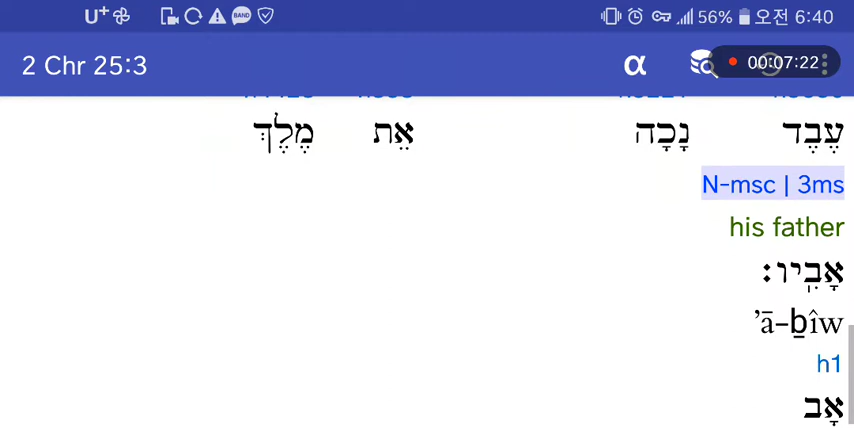 U+ BAND 56% 오전 6:40
2 Chr 25:3 α 00:07:22
עֶבֶד נָכָה אֵת מֶלֶךְ
N-msc | 3ms
his father
אָבִֽיו׃
’ā-ḇîw
h1
אָב